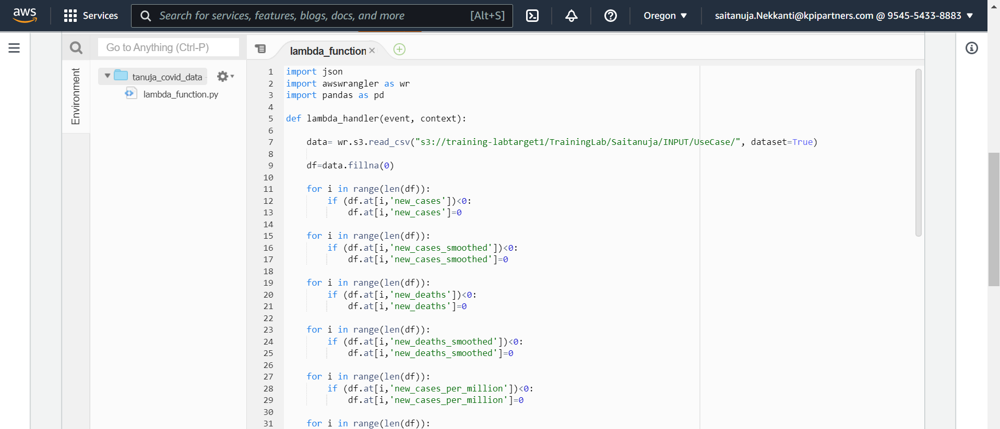 aws Services Search for services, features, blogs, docs, and more [Alt+S] Oregon ▼ saitanuja.Nekkanti@kpipartners.com @ 9545-5433-8883 ▼
Go to Anything (Ctrl-P)
lambda_function
Environment
tanuja_covid_data
lambda_function.py
1 import json
2 import awswrangler as wr
3 import pandas as pd
4
5 def lambda_handler(event, context):
6
7     data= wr.s3.read_csv("s3://training-labtarget1/TrainingLab/Saitanuja/INPUT/UseCase/", dataset=True)
8
9     df=data.fillna(0)
10
11     for i in range(len(df)):
12         if (df.at[i,'new_cases'])<0:
13             df.at[i,'new_cases']=0
14
15     for i in range(len(df)):
16         if (df.at[i,'new_cases_smoothed'])<0:
17             df.at[i,'new_cases_smoothed']=0
18
19     for i in range(len(df)):
20         if (df.at[i,'new_deaths'])<0:
21             df.at[i,'new_deaths']=0
22
23     for i in range(len(df)):
24         if (df.at[i,'new_deaths_smoothed'])<0:
25             df.at[i,'new_deaths_smoothed']=0
26
27     for i in range(len(df)):
28         if (df.at[i,'new_cases_per_million'])<0:
29             df.at[i,'new_cases_per_million']=0
30
31     for i in range(len(df)):